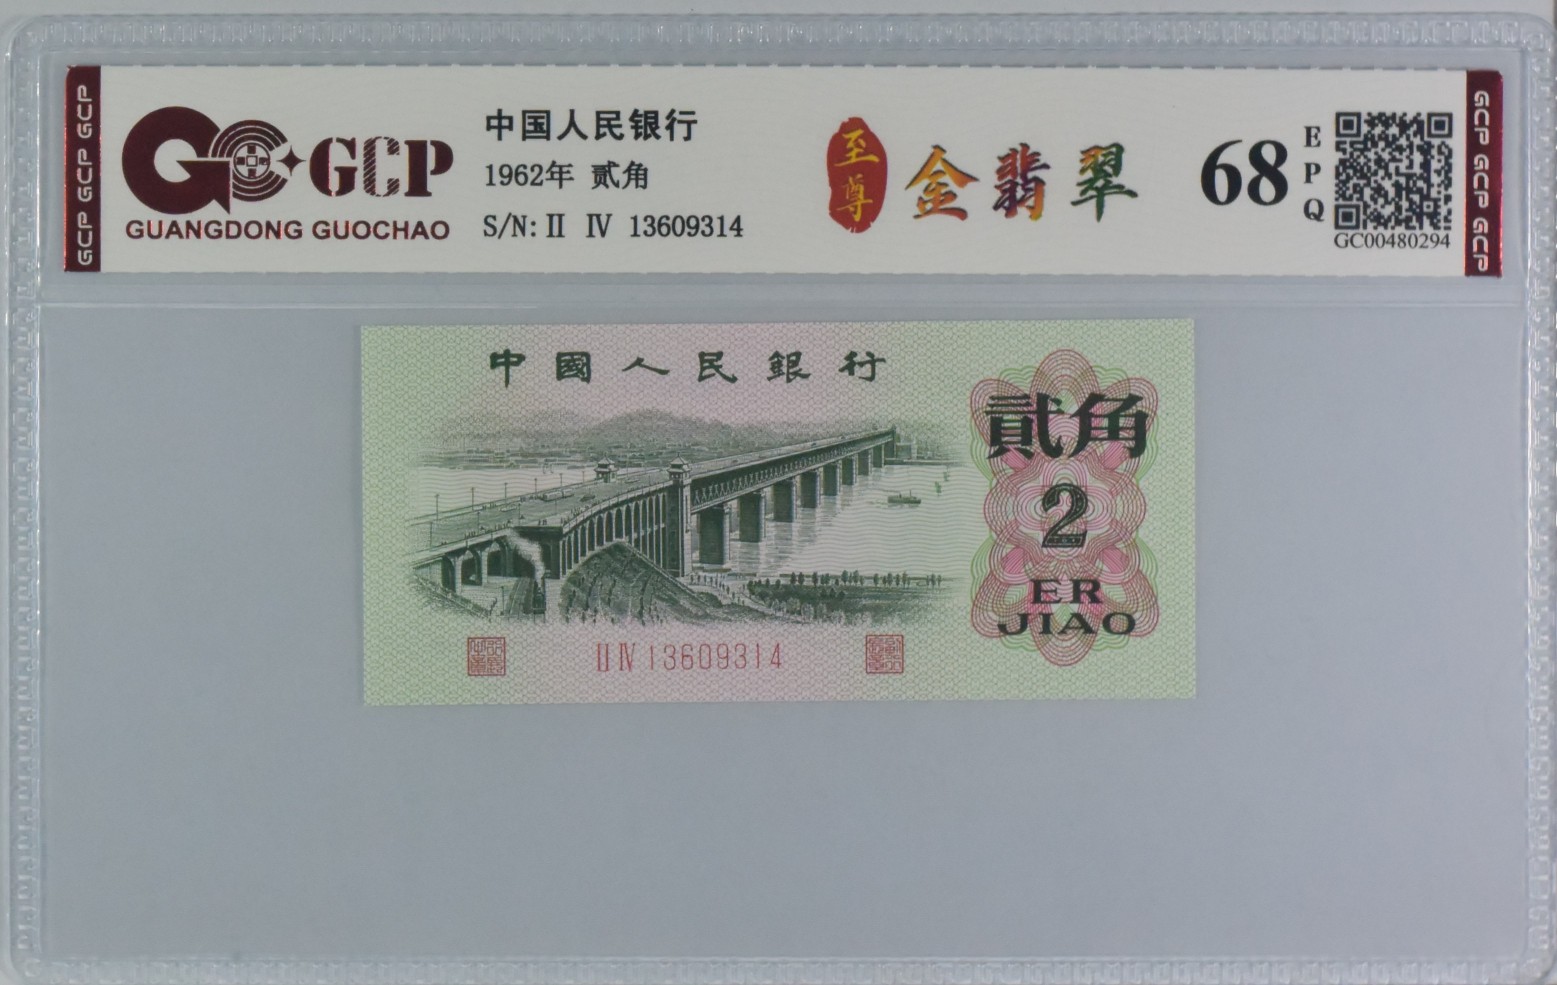 GCP GCP GCP
GCP
GUANGDONG GUOCHAO
中国人民银行
1962年 贰角
S/N: II IV 13609314
至尊
金翡翠
68
EPQ
GC00480294
GCP GCP GCP
中國人民銀行
貳角
2
ER
JIAO
II IV 13609314